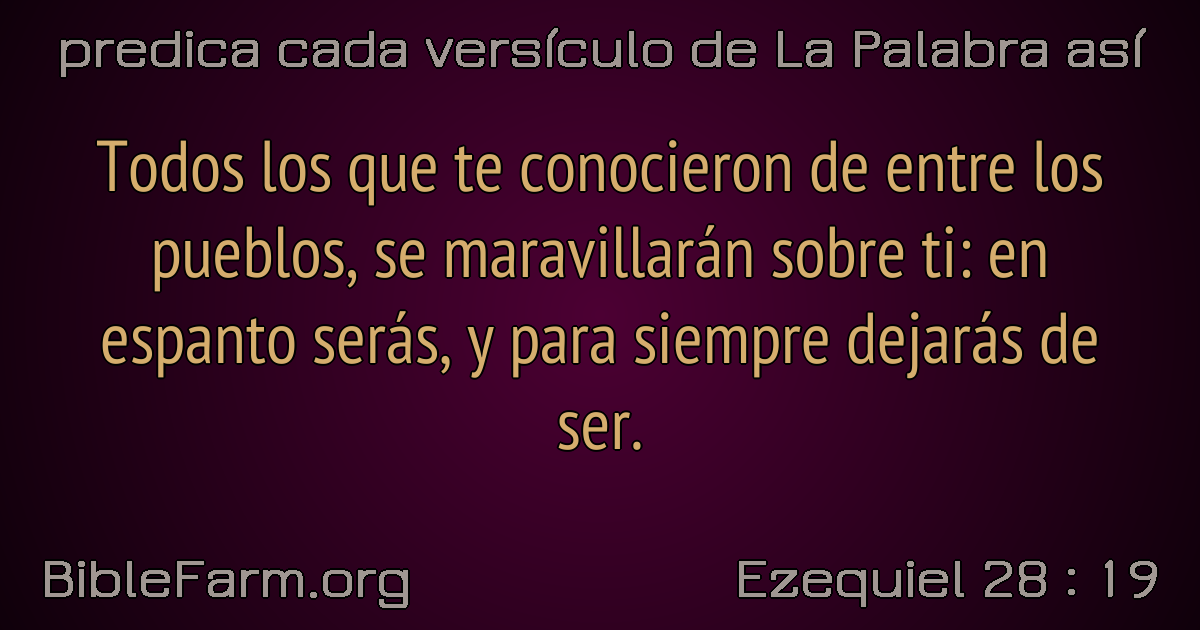 predica cada versículo de La Palabra así
Todos los que te conocieron de entre los
pueblos, se maravillarán sobre ti: en
espanto serás, y para siempre dejarás de
ser.
BibleFarm.org
Ezequiel 28 : 19